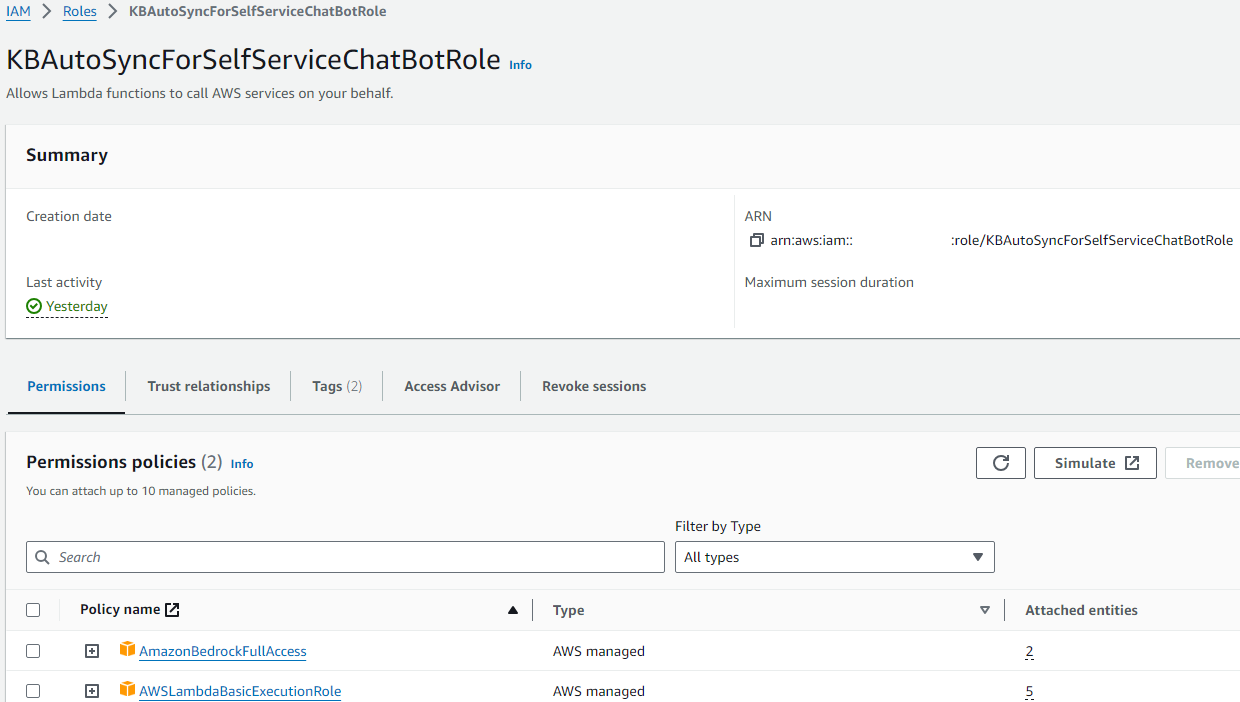 IAM > Roles > KBAutoSyncForSelfServiceChatBotRole
KBAutoSyncForSelfServiceChatBotRole Info
Allows Lambda functions to call AWS services on your behalf.
Summary
Creation date
ARN
arn:aws:iam:: :role/KBAutoSyncForSelfServiceChatBotRole
Last activity
Yesterday
Maximum session duration
Permissions Trust relationships Tags (2) Access Advisor Revoke sessions
Permissions policies (2) Info
You can attach up to 10 managed policies.
Simulate Remove
Filter by Type
Search All types
Policy name Type Attached entities
AmazonBedrockFullAccess AWS managed 2
AWSLambdaBasicExecutionRole AWS managed 5